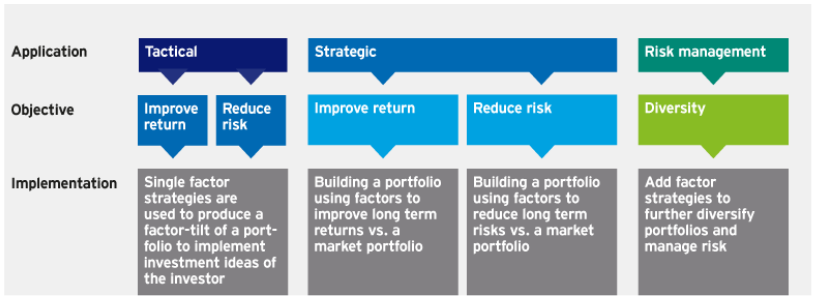 Application
Tactical
Strategic
Risk management
Objective
Improve
return
Reduce
risk
Improve return
Reduce risk
Diversity
Implementation
Single factor
strategies are
used to produce a
factor-tilt of a port-
folio to implement
investment ideas of
the investor
Building a portfolio
using factors to
improve long term
returns vs. a
market portfolio
Building a portfolio
using factors to
reduce long term
risks vs. a market
portfolio
Add factor
strategies to
further diversify
portfolios and
manage risk